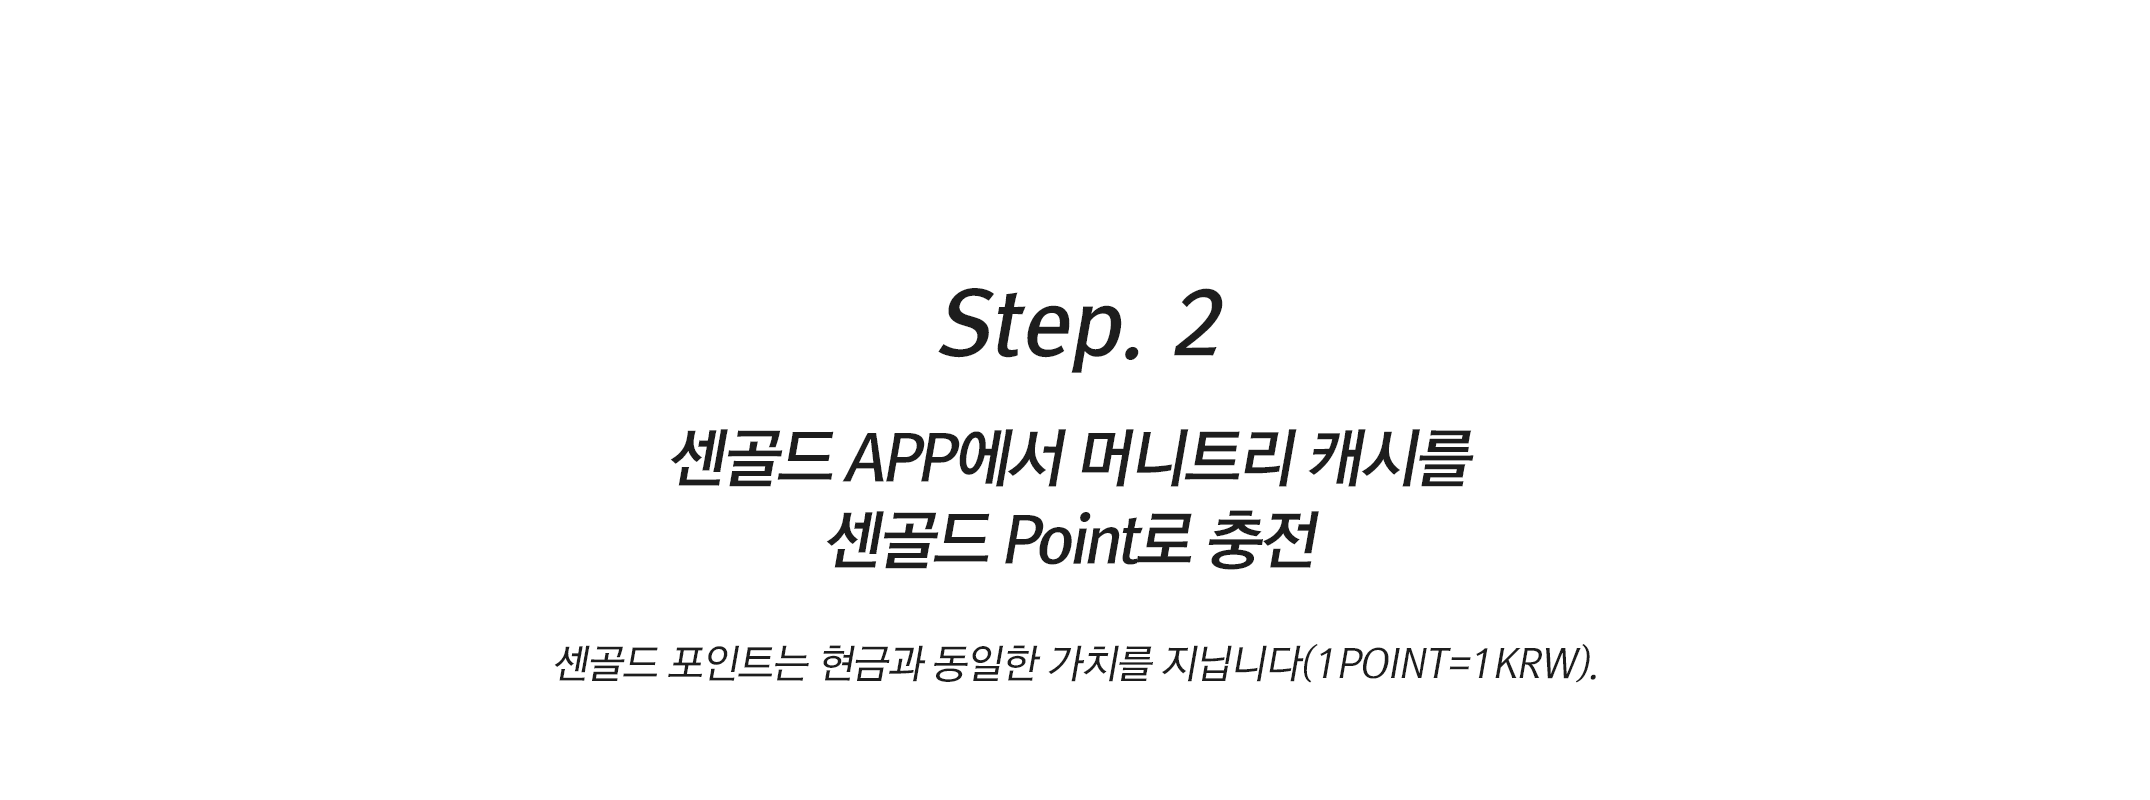 Step. 2
센골드 APP에서 머니트리 캐시를
센골드 Point로 충전
센골드 포인트는 현금과 동일한 가치를 지닙니다(1POINT=1KRW).